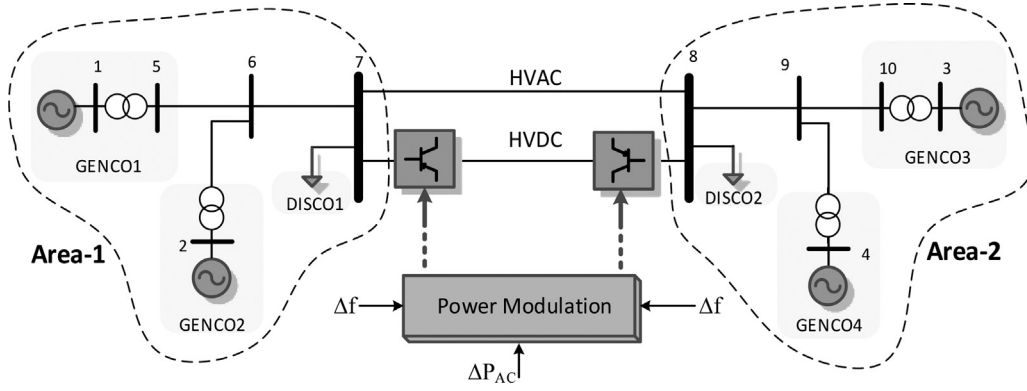 7
8
6
9
1
5
10
3
HVAC
GENCO1
GENCO3
HVDC
DISCO1
DISCO2
Area-1
Area-2
2
4
GENCO2
GENCO4
Δf
Power Modulation
Δf
ΔP_AC